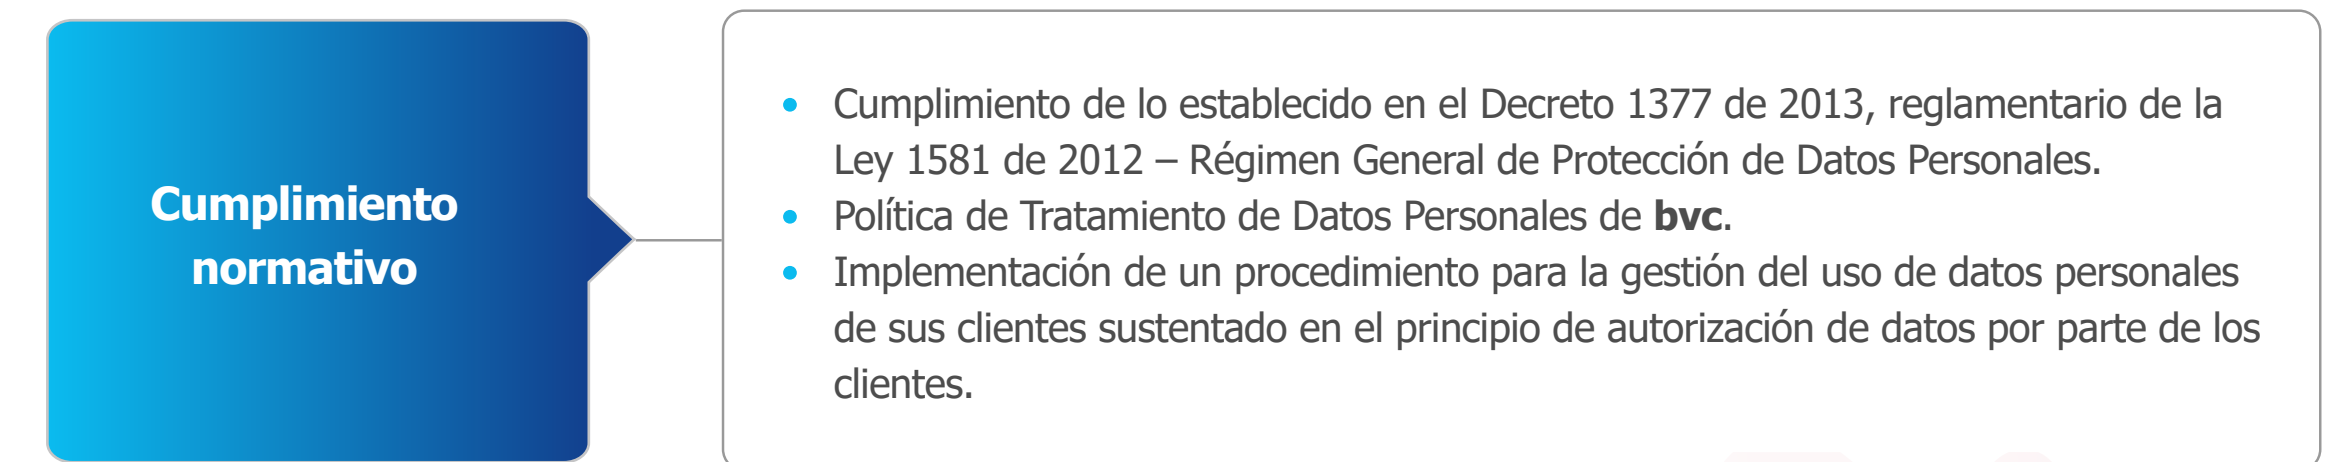 Cumplimiento
normativo
• Cumplimiento de lo establecido en el Decreto 1377 de 2013, reglamentario de la
Ley 1581 de 2012 – Régimen General de Protección de Datos Personales.
• Política de Tratamiento de Datos Personales de bvc.
• Implementación de un procedimiento para la gestión del uso de datos personales
de sus clientes sustentado en el principio de autorización de datos por parte de los
clientes.